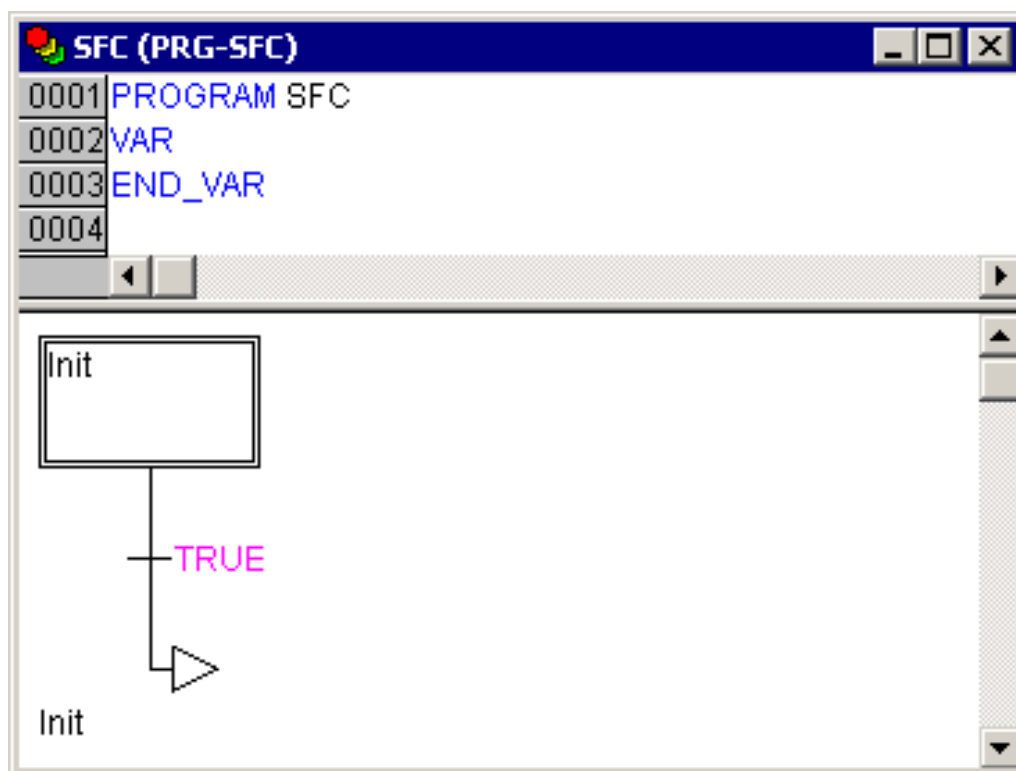 SFC (PRG-SFC)
0001 PROGRAM SFC
0002 VAR
0003 END_VAR
0004
Init
TRUE
Init